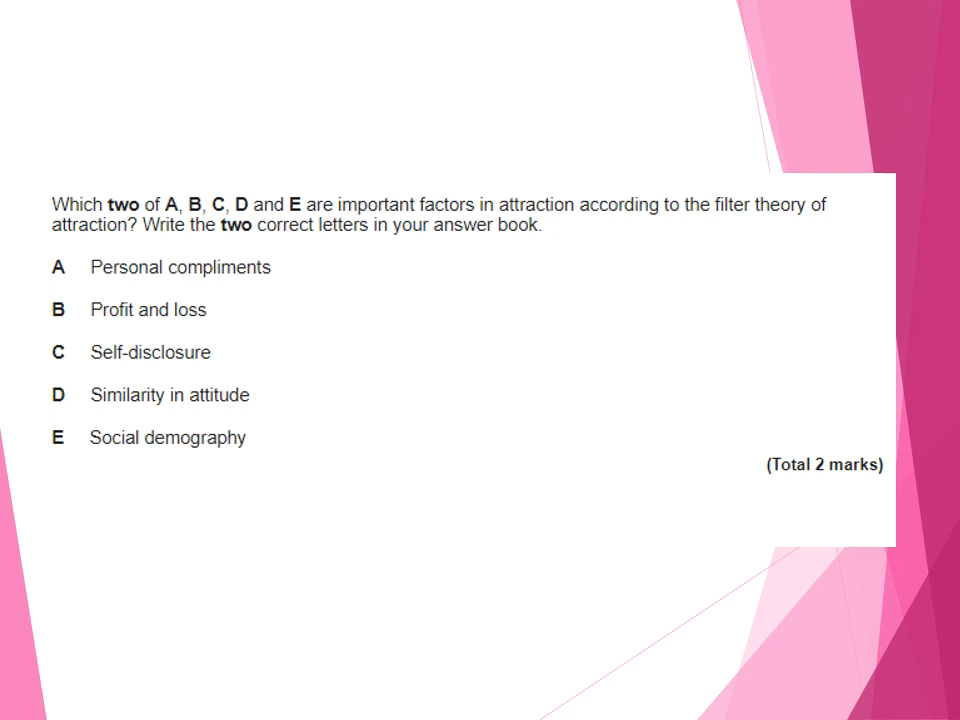 Which two of A, B, C, D and E are important factors in attraction according to the filter theory of
attraction? Write the two correct letters in your answer book.
A Personal compliments
B Profit and loss
C Self-disclosure
D Similarity in attitude
E Social demography
(Total 2 marks)